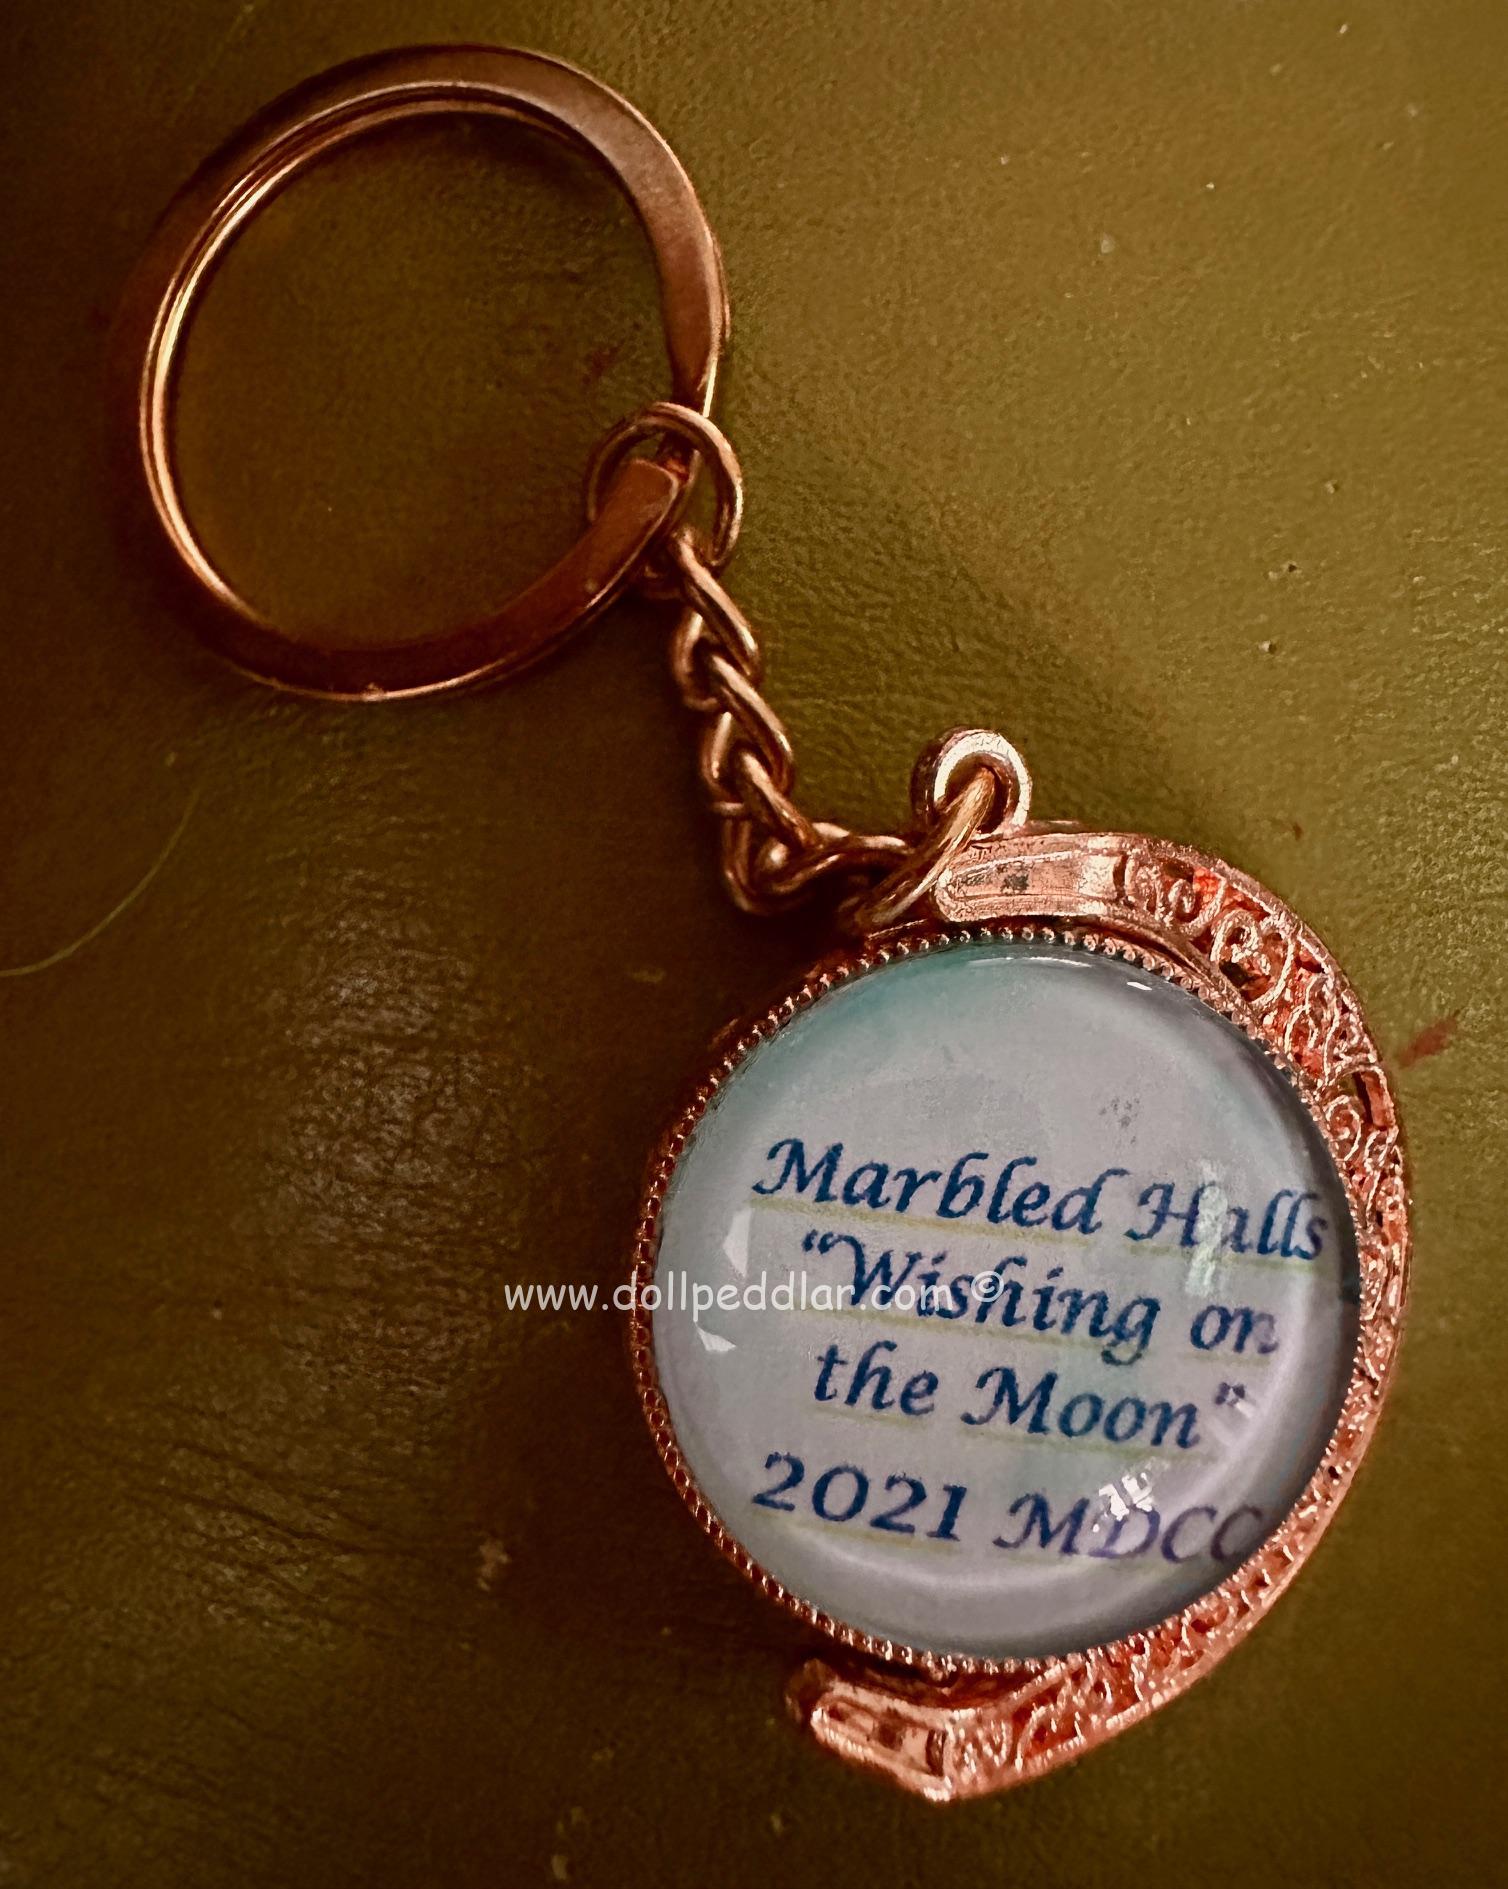 Marbled Halls
“Wishing on
www.dollpeddlar.com ©
the Moon”
2021 MDCC